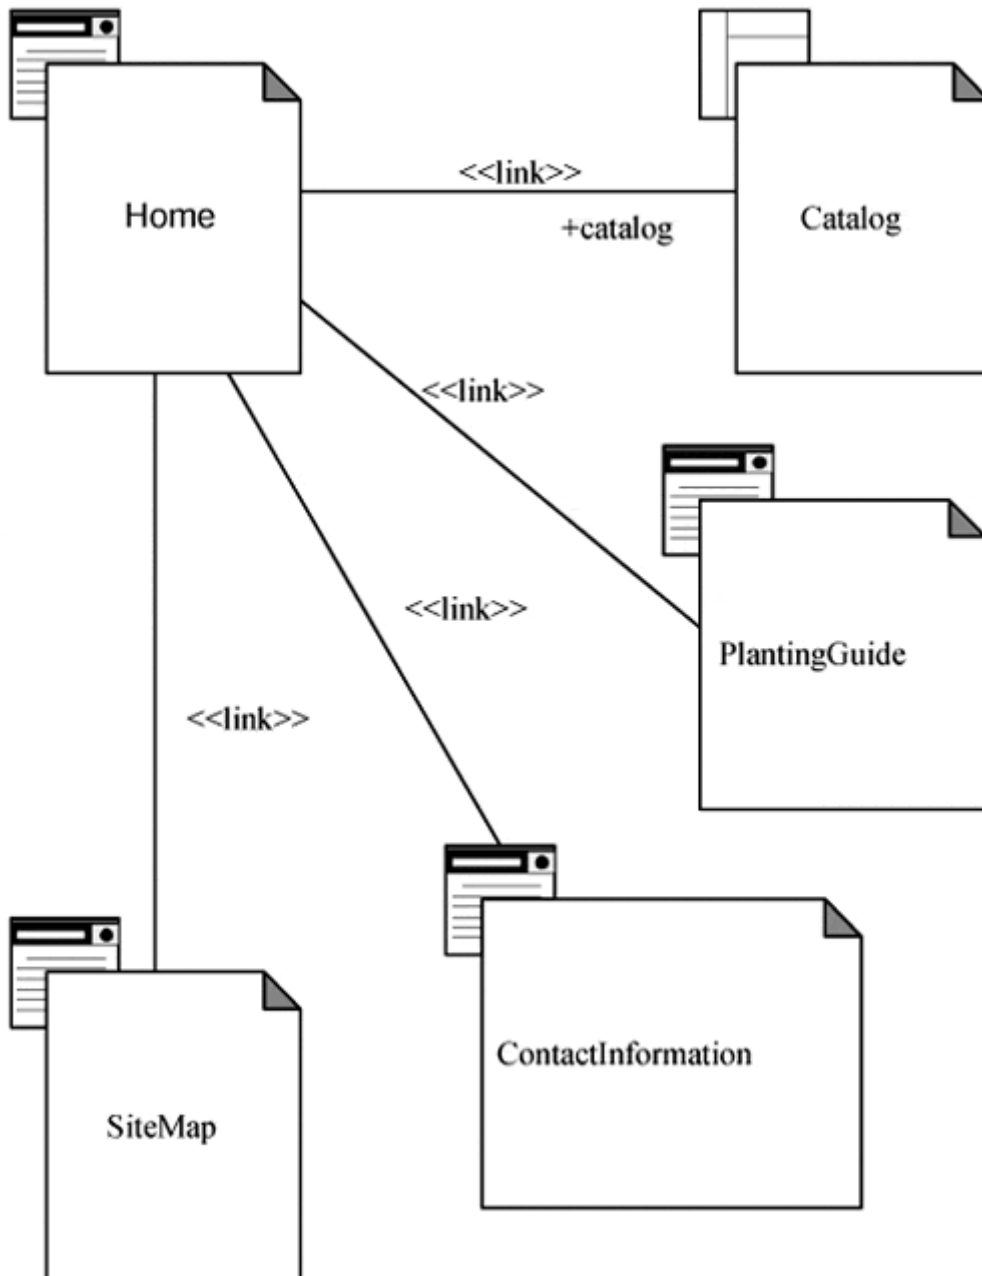 <<link>>
Home
Catalog
+catalog
<<link>>
<<link>>
PlantingGuide
<<link>>
ContactInformation
SiteMap